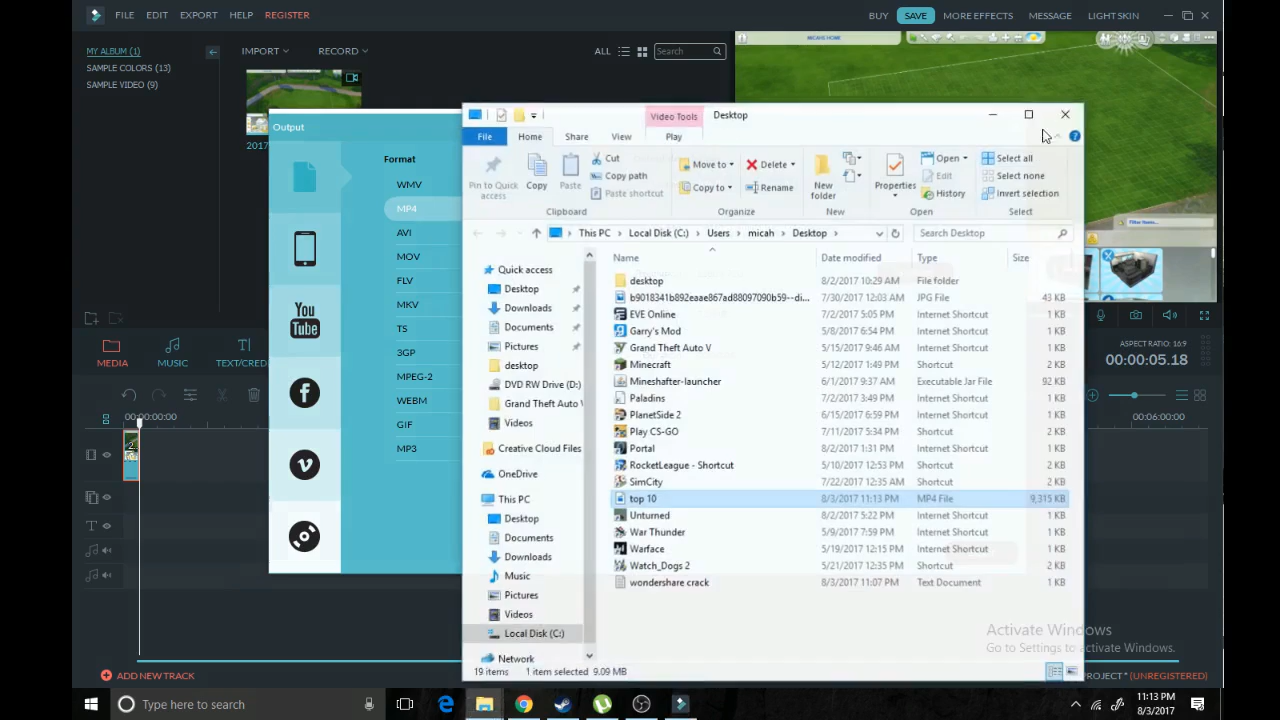 FILE EDIT EXPORT HELP REGISTER
BUY SAVE MORE EFFECTS MESSAGE LIGHT SKIN
MY ALBUM (1)
SAMPLE COLORS (13)
SAMPLE VIDEO (9)
IMPORT RECORD
ALL Search
2017
Output
Format
WMV
MP4
AVI
MOV
FLV
MKV
TS
3GP
MPEG-2
WEBM
GIF
MP3
You
Tube
Video Tools Desktop
File Home Share View Play
Pin to Quick access
Copy
Paste
Cut
Copy path
Paste shortcut
Clipboard
Move to
Copy to
Delete
Rename
Organize
New folder
New
Properties
Open
Edit
History
Open
Select all
Select none
Invert selection
Select
This PC Local Disk (C:) Users micah Desktop
Search Desktop
Name Date modified Type Size
desktop 8/2/2017 10:29 AM File folder
b9018341b892eaae867ad88097090b59--di... 7/30/2017 12:03 AM JPG File 43 KB
EVE Online 7/2/2017 5:05 PM Internet Shortcut 1 KB
Garry's Mod 5/8/2017 6:54 PM Internet Shortcut 1 KB
Grand Theft Auto V 5/15/2017 9:46 AM Internet Shortcut 1 KB
Minecraft 5/12/2017 1:49 PM Shortcut 2 KB
Mineshafter-launcher 6/1/2017 9:37 AM Executable Jar File 92 KB
Paladins 7/2/2017 3:49 PM Internet Shortcut 1 KB
PlanetSide 2 6/15/2017 6:59 PM Internet Shortcut 1 KB
Play CS-GO 7/11/2017 5:34 PM Shortcut 2 KB
Portal 8/2/2017 1:31 PM Internet Shortcut 1 KB
RocketLeague - Shortcut 5/10/2017 12:53 PM Shortcut 2 KB
SimCity 7/22/2017 12:35 AM Shortcut 2 KB
top 10 8/3/2017 11:13 PM MP4 File 9,315 KB
Unturned 8/2/2017 5:22 PM Internet Shortcut 1 KB
War Thunder 5/9/2017 7:59 PM Internet Shortcut 1 KB
Warface 5/19/2017 12:15 PM Internet Shortcut 1 KB
Watch_Dogs 2 5/21/2017 12:35 PM Shortcut 1 KB
wondershare crack 8/3/2017 11:07 PM Text Document 1 KB
Quick access
Desktop
Downloads
Documents
Pictures
desktop
DVD RW Drive (D:)
Grand Theft Auto V
Videos
Creative Cloud Files
OneDrive
This PC
Desktop
Documents
Downloads
Music
Pictures
Videos
Local Disk (C:)
Network
19 items 1 item selected 9.09 MB
MEDIA MUSIC TEXT/CRED
ASPECT RATIO: 16:9
00:00:05.18
00:00:00:00
00:06:00:00
ADD NEW TRACK
Activate Windows
Go to Settings to activate Windows.
PROJECT* (UNREGISTERED)
Type here to search
11:13 PM
8/3/2017